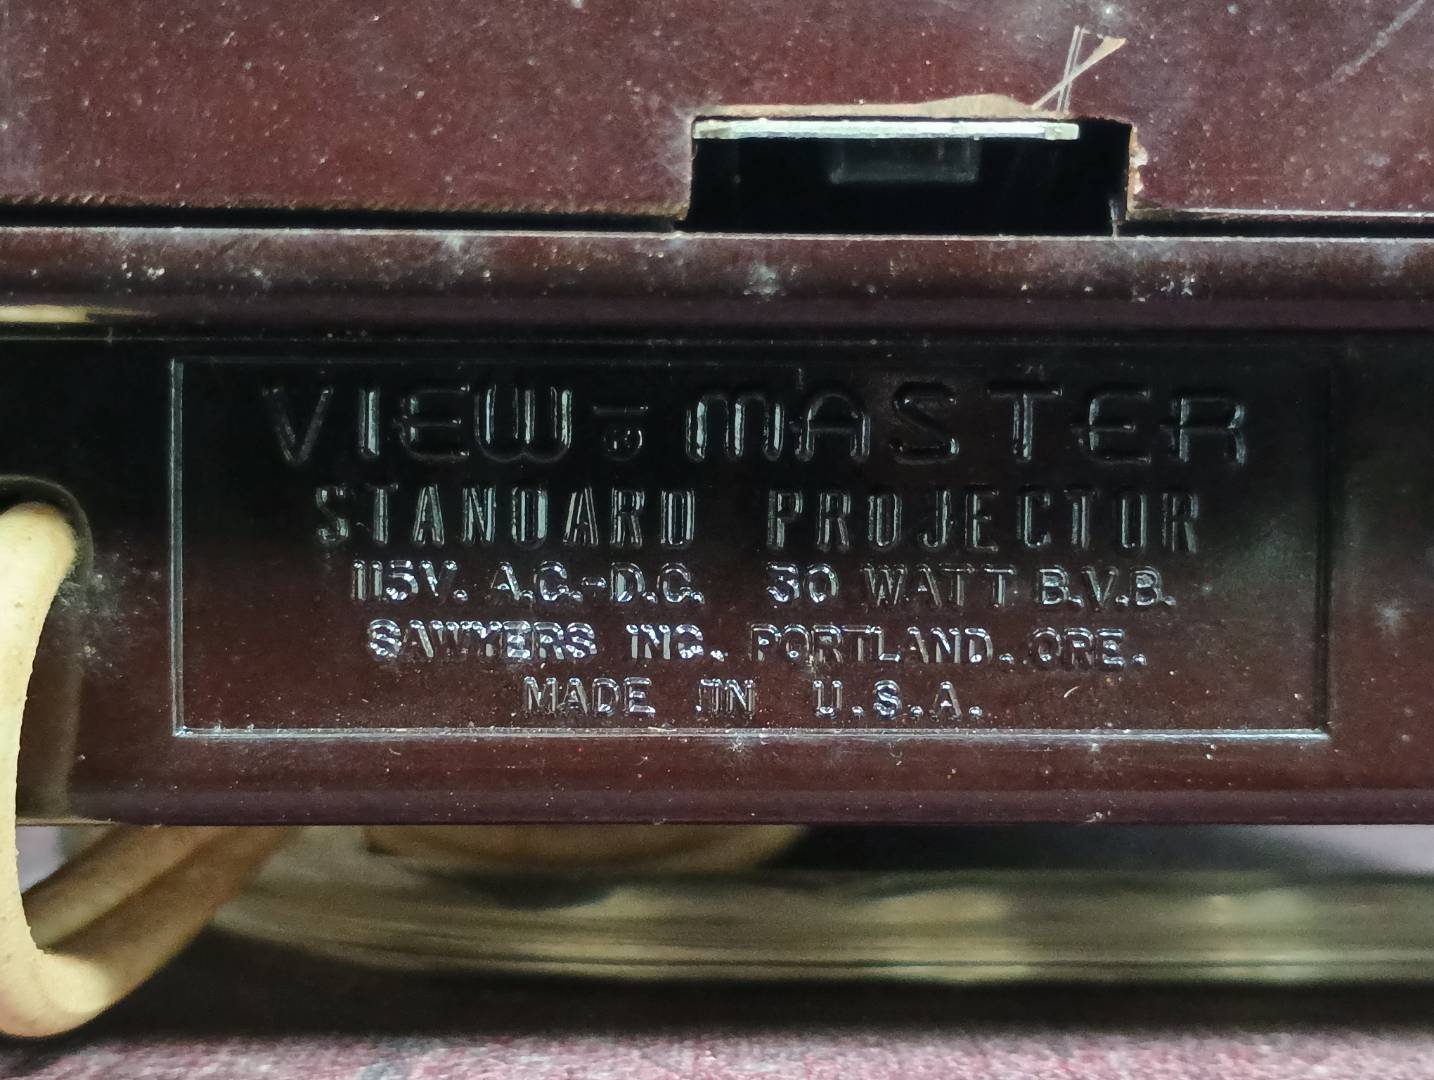 VIEW-MASTER
®
STANDARD PROJECTOR
115V. A.C.-D.C. 30 WATT B.V.B.
SAWYERS INC. PORTLAND. ORE.
MADE IN U.S.A.